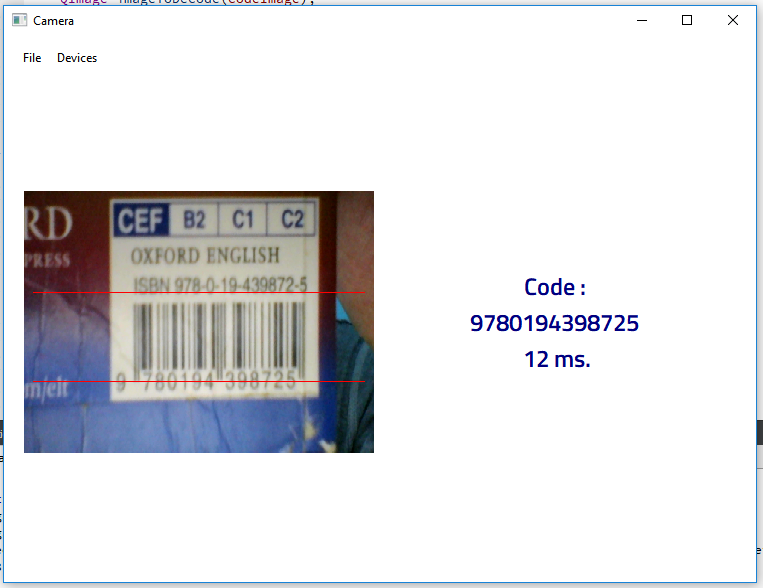 QImage imageToDecode(codeImage);
Camera
File Devices
RD
PRESS
CEF B2 C1 C2
OXFORD ENGLISH
ISBN 978-0-19-439872-5
9 780194 398725
m/elt
Code :
9780194398725
12 ms.